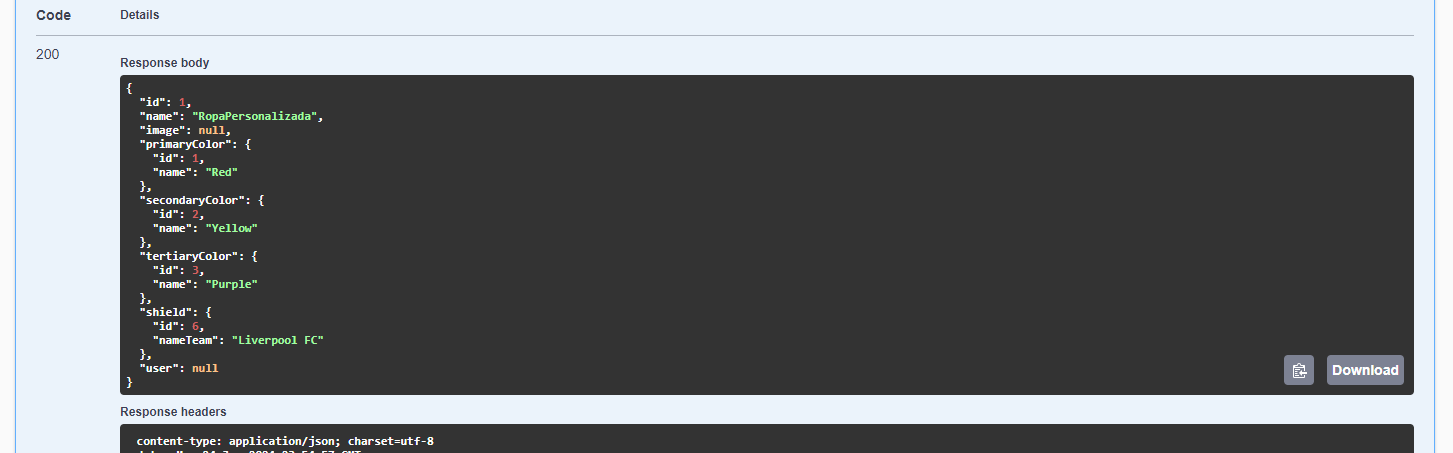 Code Details
200
Response body
{
  "id": 1,
  "name": "RopaPersonalizada",
  "image": null,
  "primaryColor": {
    "id": 1,
    "name": "Red"
  },
  "secondaryColor": {
    "id": 2,
    "name": "Yellow"
  },
  "tertiaryColor": {
    "id": 3,
    "name": "Purple"
  },
  "shield": {
    "id": 6,
    "nameTeam": "Liverpool FC"
  },
  "user": null
}
Download
Response headers
content-type: application/json; charset=utf-8